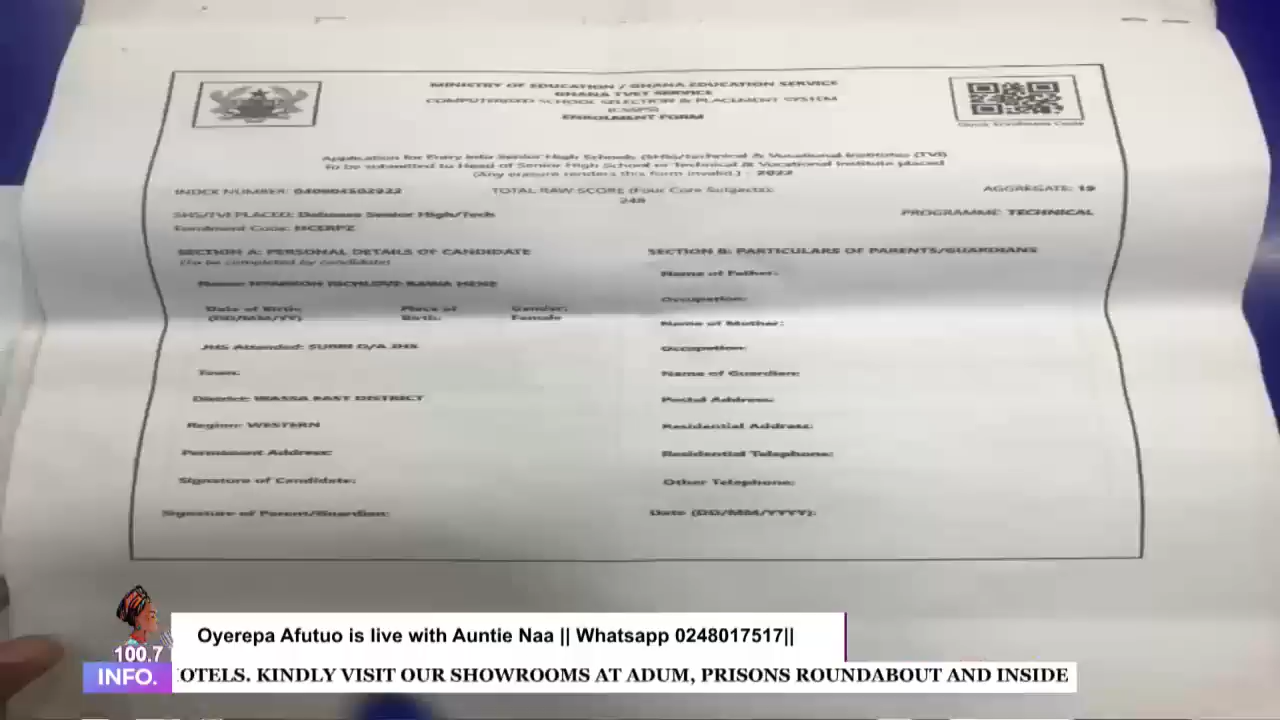 MINISTRY OF EDUCATION / GHANA EDUCATION SERVICE
GHANA TVET SERVICE
COMPUTERISED SCHOOL SELECTION & PLACEMENT SYSTEM
(CSSPS)
ENROLMENT FORM
Application for Entry into Senior High Schools (SHS)/Technical & Vocational Institutes (TVI)
To be submitted to Head of Senior High School or Technical & Vocational Institute placed
(Any erasure renders this form invalid.) - 2022
INDEX NUMBER:
TOTAL RAW SCORE (Four Core Subjects):
248
AGGREGATE: 19
SHS/TVI PLACED: Senior High/Tech
PROGRAMME: TECHNICAL
Enrolment Code:
SECTION A: PERSONAL DETAILS OF CANDIDATE
(To be completed by candidate)
Name:
Date of Birth:
(DD/MM/YY)
Place of
Birth:
Gender:
Female
JHS Attended: SUBRI D/A JHS
Town:
District: WASSA EAST DISTRICT
Region: WESTERN
Permanent Address:
Signature of Candidate:
Signature of Parent/Guardian:
SECTION B: PARTICULARS OF PARENTS/GUARDIANS
Name of Father:
Occupation:
Name of Mother:
Occupation:
Name of Guardian:
Postal Address:
Residential Address:
Residential Telephone:
Other Telephone:
Date (DD/MM/YYYY):
Oyerepa Afutuo is live with Auntie Naa || Whatsapp 0248017517||
100.7
INFO.
OTELS. KINDLY VISIT OUR SHOWROOMS AT ADUM, PRISONS ROUNDABOUT AND INSIDE